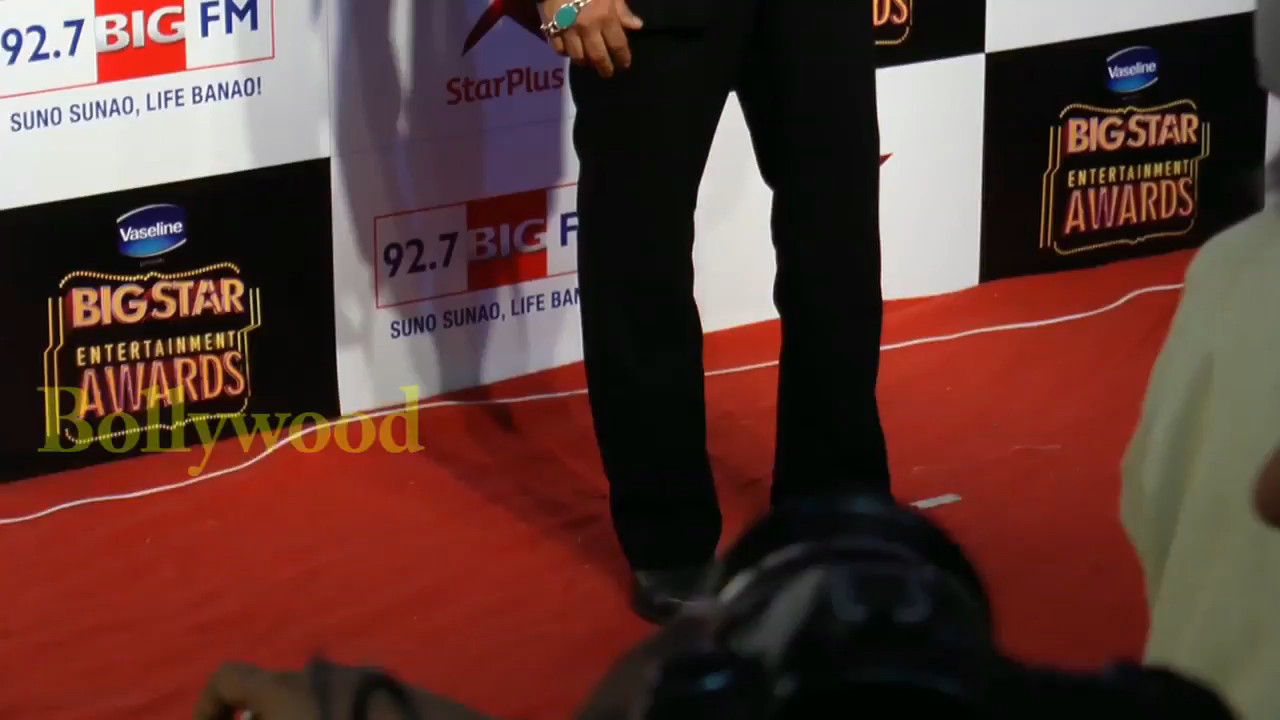 92.7 BIG FM
SUNO SUNAO, LIFE BANAO!
StarPlus
Vaseline
BIG STAR
ENTERTAINMENT
AWARDS
92.7 BIG F
SUNO SUNAO, LIFE BAN
DS
Vaseline
BIG STAR
ENTERTAINMENT
AWARDS
Bollywood